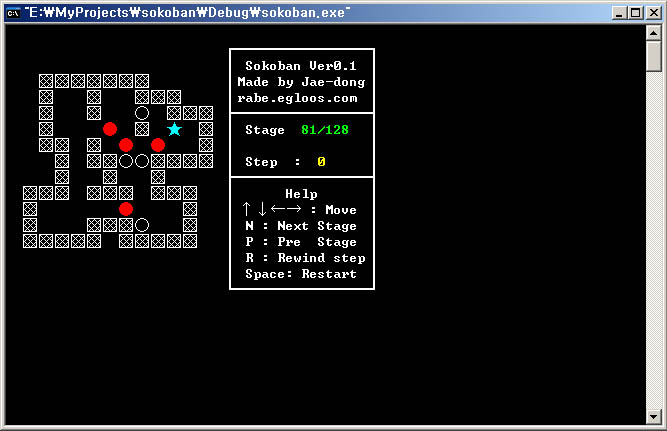 "E:\MyProjects\sokoban\Debug\sokoban.exe"
Sokoban Ver0.1
Made by Jae-dong
rabe.egloos.com
Stage 81/128
Step : 0
Help
↑ ↓ ← → : Move
N : Next Stage
P : Pre Stage
R : Rewind step
Space: Restart